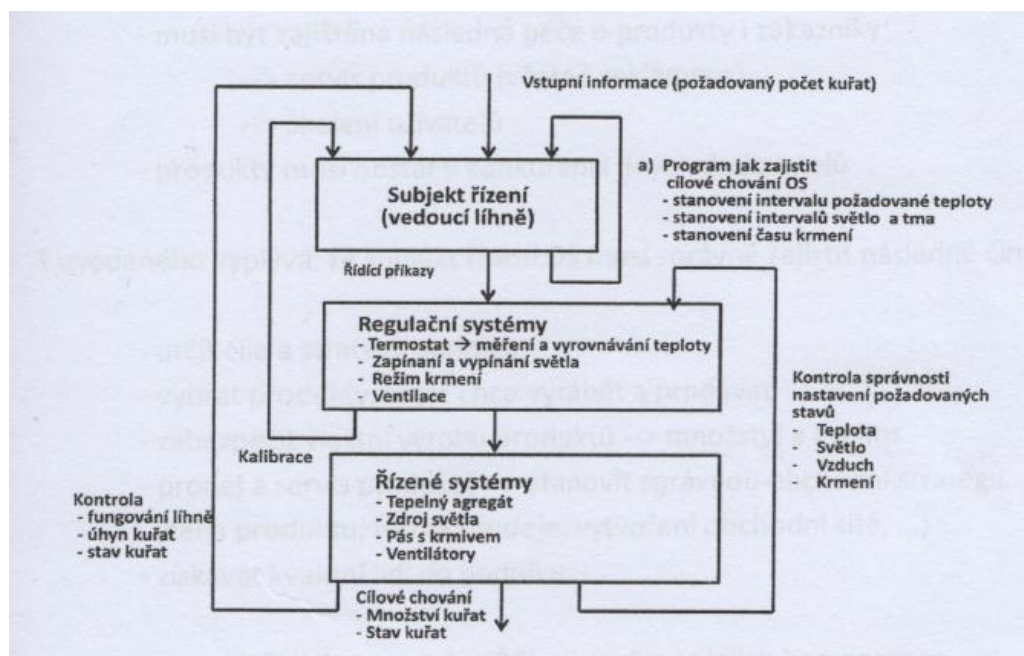 Vstupní informace (požadovaný počet kuřat)
Subjekt řízení
(vedoucí líhně)
a) Program jak zajistit
cílové chování OS
- stanovení intervalu požadované teploty
- stanovení intervalů světlo a tma
- stanovení času krmení
Řídící příkazy
Regulační systémy
- Termostat → měření a vyrovnávání teploty
- Zapínaní a vypínání světla
- Režim krmení
- Ventilace
Kontrola správnosti
nastavení požadovaných
stavů
- Teplota
- Světlo
- Vzduch
- Krmení
Kalibrace
Řízené systémy
- Tepelný agregát
- Zdroj světla
- Pás s krmivem
- Ventilátory
Kontrola
- fungování líhně
- úhyn kuřat
- stav kuřat
Cílové chování
- Množství kuřat
- Stav kuřat